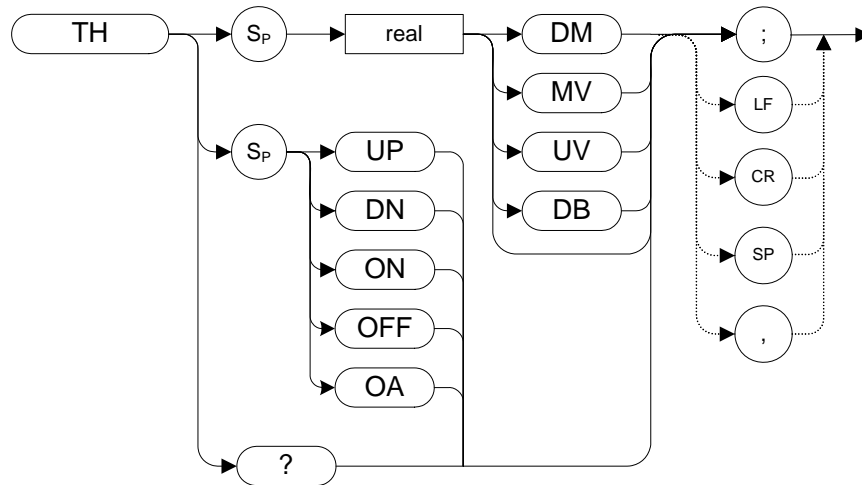 TH SP real DM ;
MV LF
SP UP UV CR
DN DB SP
ON
OFF ,
OA
?